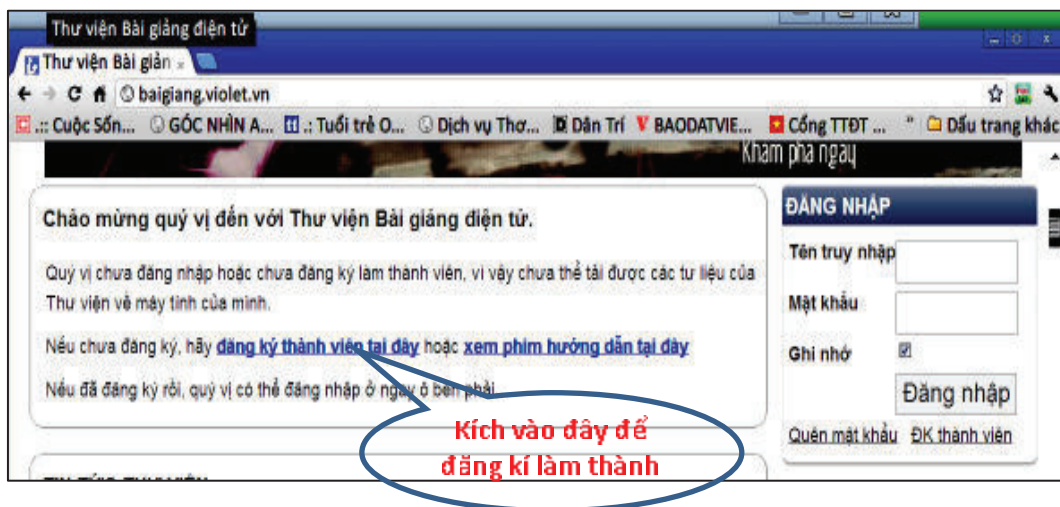 Thư viện Bài giảng điện tử
Thư viện Bài giản
baigiang.violet.vn
.:: Cuộc Sốn... GÓC NHÌN A... .: Tuổi trẻ O... Dịch vụ Thơ... Dân Trí BAODATVIE... Cổng TTĐT ... " Dấu trang khác
Khám phá ngay
Chào mừng quý vị đến với Thư viện Bài giảng điện tử.
Quý vị chưa đăng nhập hoặc chưa đăng ký làm thành viên, vì vậy chưa thể tải được các tư liệu của
Thư viện về máy tính của mình.
Nếu chưa đăng ký, hãy đăng ký thành viên tại đây hoặc xem phim hướng dẫn tại đây
Nếu đã đăng ký rồi, quý vị có thể đăng nhập ở ngay ô bên phải
ĐĂNG NHẬP
Tên truy nhập
Mật khẩu
Ghi nhớ
Đăng nhập
Quên mật khẩu ĐK thành viên
Kích vào đây để
đăng kí làm thành